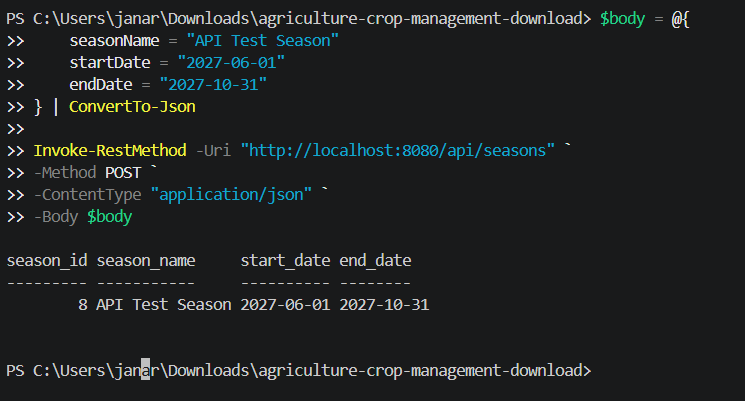 PS C:\Users\janar\Downloads\agriculture-crop-management-download> $body = @{
>>     seasonName = "API Test Season"
>>     startDate = "2027-06-01"
>>     endDate = "2027-10-31"
>> } | ConvertTo-Json
>>
>> Invoke-RestMethod -Uri "http://localhost:8080/api/seasons" `
>> -Method POST `
>> -ContentType "application/json" `
>> -Body $body

season_id season_name     start_date end_date
--------- -----------     ---------- --------
        8 API Test Season 2027-06-01 2027-10-31

PS C:\Users\janar\Downloads\agriculture-crop-management-download>